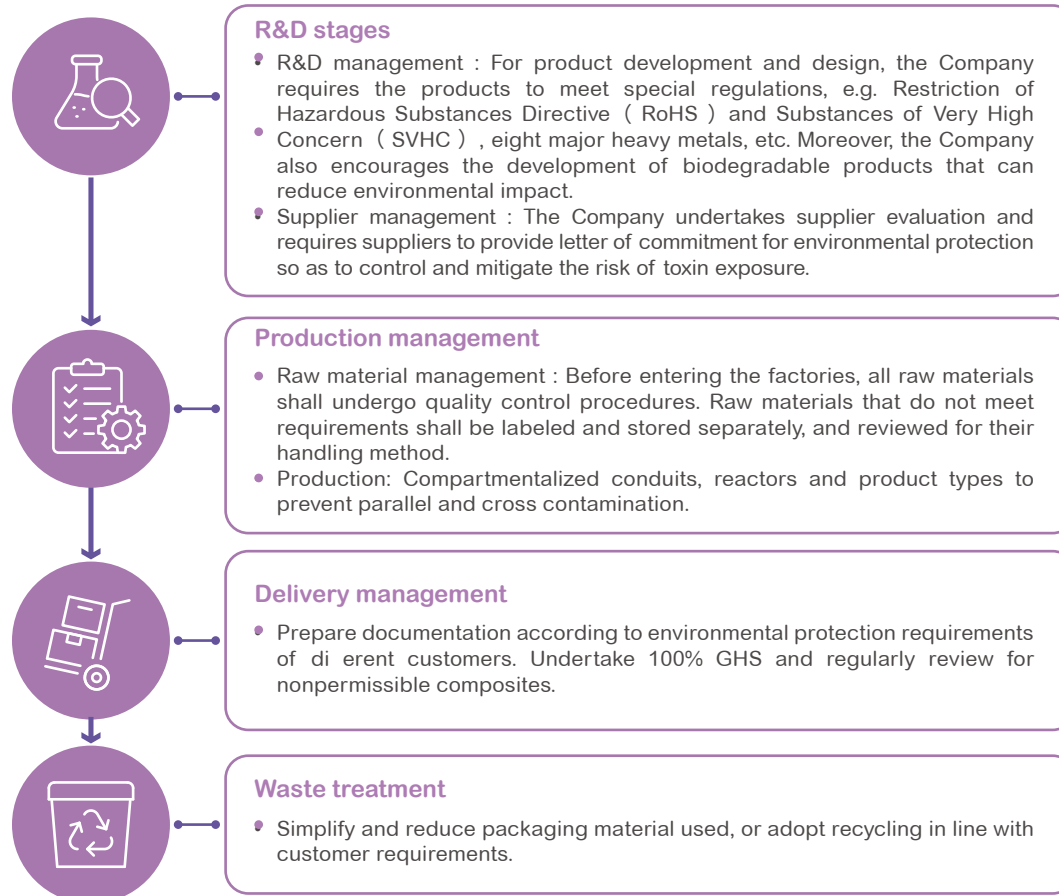 R&D stages
• R&D management : For product development and design, the Company
requires the products to meet special regulations, e.g. Restriction of
Hazardous Substances Directive ( RoHS ) and Substances of Very High
• Concern ( SVHC ) , eight major heavy metals, etc. Moreover, the Company
also encourages the development of biodegradable products that can
reduce environmental impact.
• Supplier management : The Company undertakes supplier evaluation and
requires suppliers to provide letter of commitment for environmental protection
so as to control and mitigate the risk of toxin exposure.
Production management
• Raw material management : Before entering the factories, all raw materials
shall undergo quality control procedures. Raw materials that do not meet
requirements shall be labeled and stored separately, and reviewed for their
handling method.
• Production: Compartmentalized conduits, reactors and product types to
prevent parallel and cross contamination.
Delivery management
• Prepare documentation according to environmental protection requirements
of di erent customers. Undertake 100% GHS and regularly review for
nonpermissible composites.
Waste treatment
• Simplify and reduce packaging material used, or adopt recycling in line with
customer requirements.